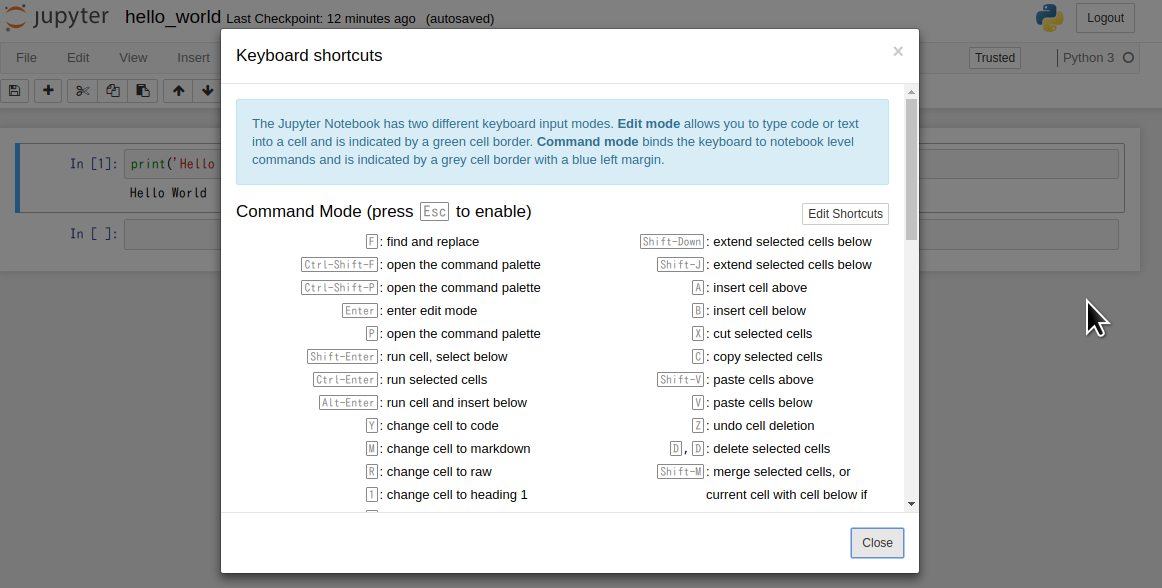 jupyter hello_world Last Checkpoint: 12 minutes ago (autosaved) Logout
File Edit View Insert Trusted Python 3
Keyboard shortcuts ×
The Jupyter Notebook has two different keyboard input modes. Edit mode allows you to type code or text
into a cell and is indicated by a green cell border. Command mode binds the keyboard to notebook level
commands and is indicated by a grey cell border with a blue left margin.
In [1]: print('Hello
Hello World
In [ ]:
Command Mode (press Esc to enable)
Edit Shortcuts
F : find and replace
Ctrl-Shift-F : open the command palette
Ctrl-Shift-P : open the command palette
Enter : enter edit mode
P : open the command palette
Shift-Enter : run cell, select below
Ctrl-Enter : run selected cells
Alt-Enter : run cell and insert below
Y : change cell to code
M : change cell to markdown
R : change cell to raw
1 : change cell to heading 1
Shift-Down : extend selected cells below
Shift-J : extend selected cells below
A : insert cell above
B : insert cell below
X : cut selected cells
C : copy selected cells
Shift-V : paste cells above
V : paste cells below
Z : undo cell deletion
D , D : delete selected cells
Shift-M : merge selected cells, or
current cell with cell below if
Close